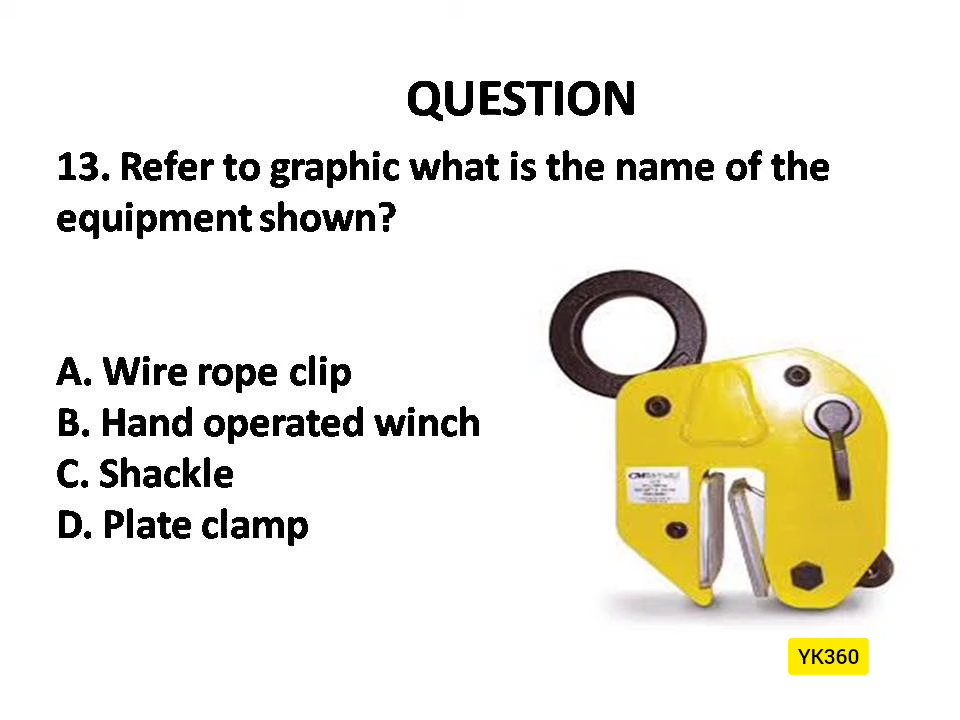 QUESTION
13. Refer to graphic what is the name of the
equipment shown?
A. Wire rope clip
B. Hand operated winch
C. Shackle
D. Plate clamp
CM
YK360